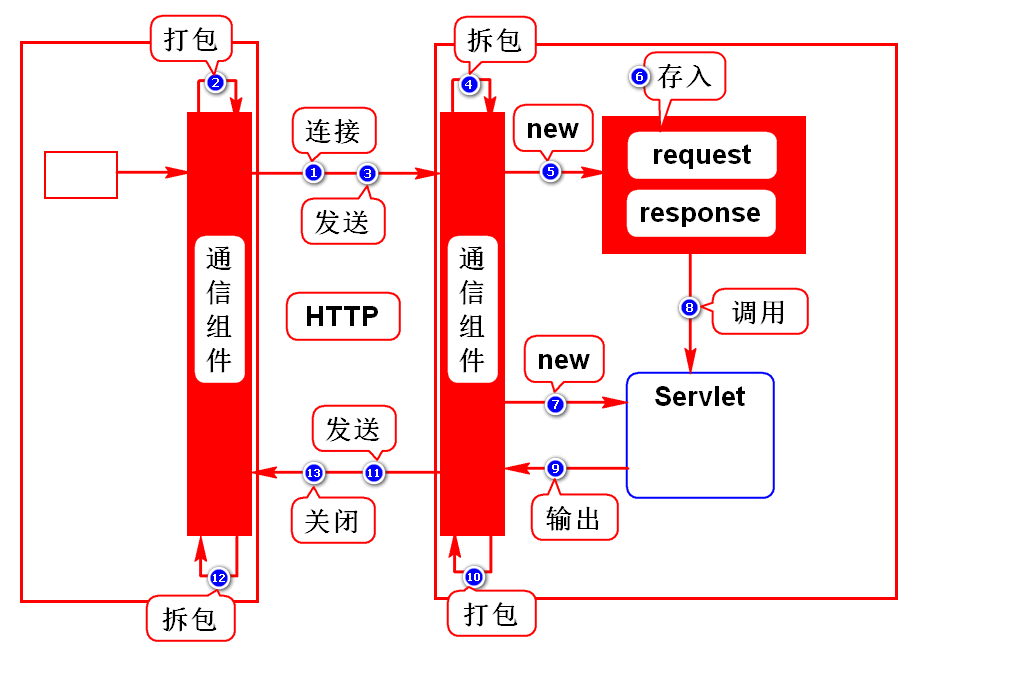 打包
2
拆包
4
6
存入
连接
new
request
1
3
5
发送
response
通信组件
通信组件
HTTP
8
调用
new
7
Servlet
发送
13
11
9
关闭
输出
12
10
拆包
打包